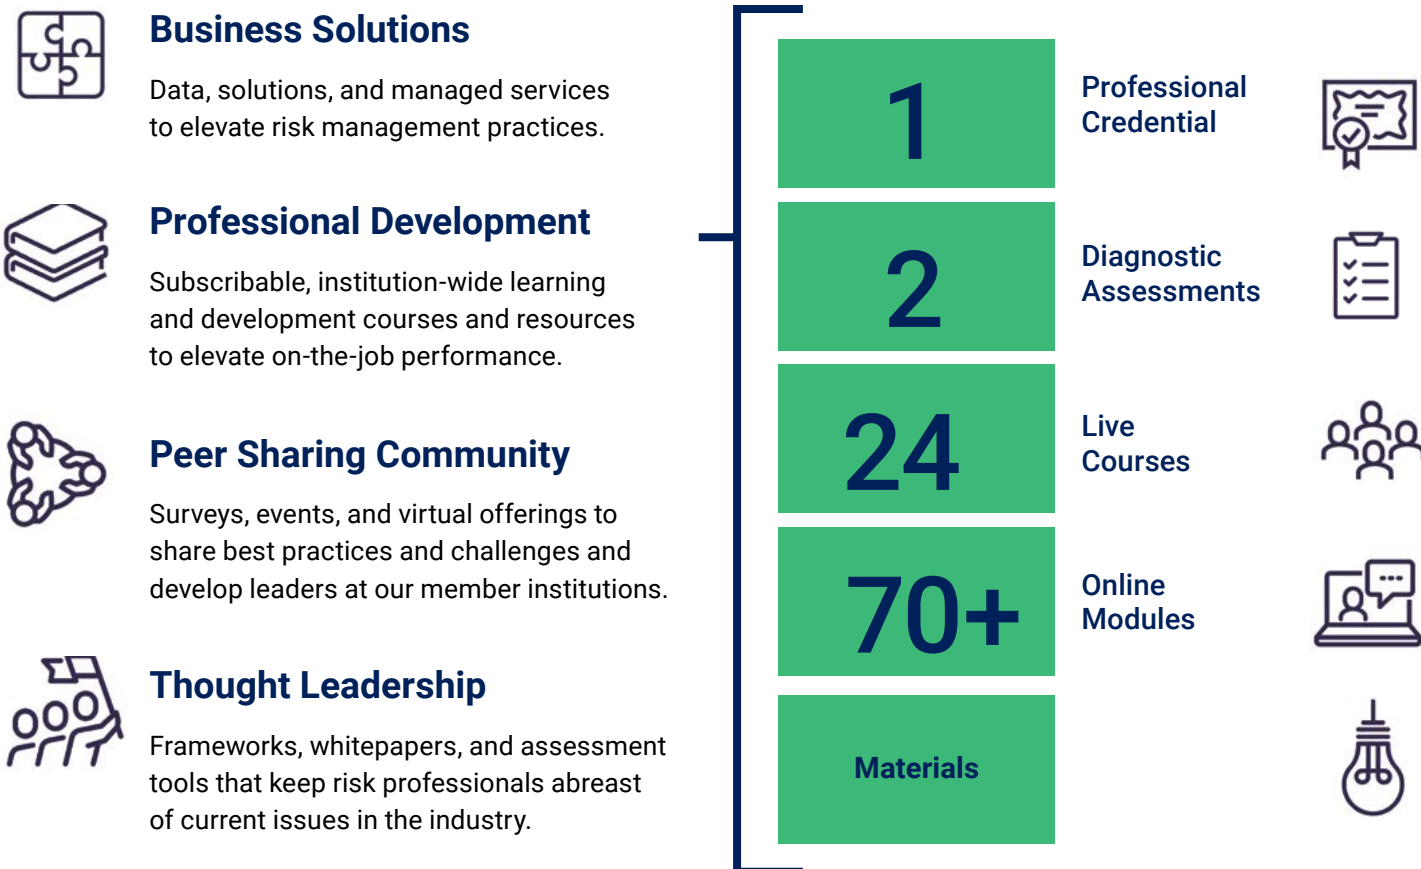 Business Solutions
Data, solutions, and managed services
to elevate risk management practices.
Professional Development
Subscribable, institution-wide learning
and development courses and resources
to elevate on-the-job performance.
Peer Sharing Community
Surveys, events, and virtual offerings to
share best practices and challenges and
develop leaders at our member institutions.
Thought Leadership
Frameworks, whitepapers, and assessment
tools that keep risk professionals abreast
of current issues in the industry.
1
Professional
Credential
2
Diagnostic
Assessments
24
Live
Courses
70+
Online
Modules
Materials